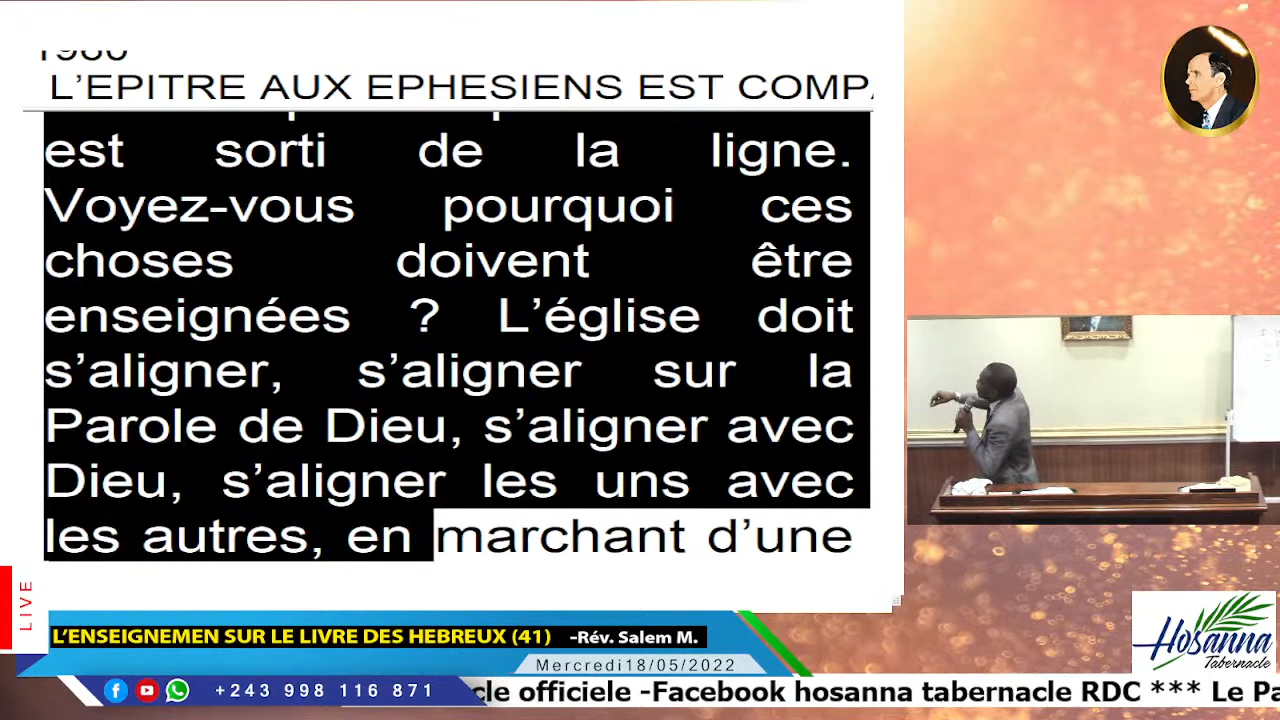 L’EPITRE AUX EPHESIENS EST
est sorti de la ligne.
Voyez-vous pourquoi ces
choses doivent être
enseignées ? L’église doit
s’aligner, s’aligner sur la
Parole de Dieu, s’aligner avec
Dieu, s’aligner les uns avec
les autres, en marchant d’une
LIVE
L’ENSEIGNEMEN SUR LE LIVRE DES HEBREUX (41) -Rév. Salem M.
Mercredi18/05/2022
+243 998 116 871
officiele -Facebook hosanna tabernacle RDC *** Le
Hosanna
Tabernacle